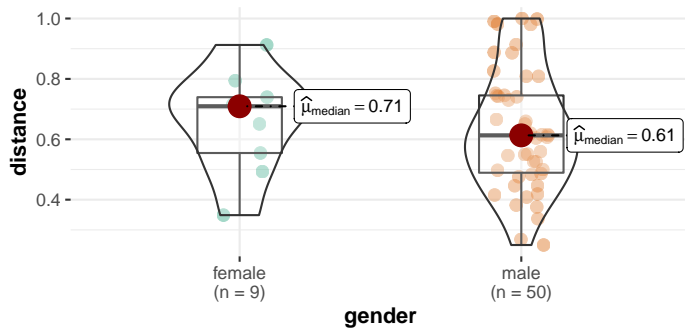 1.0
0.8
0.6
0.4
distance
μ̂median = 0.71
μ̂median = 0.61
female
(n = 9)
male
(n = 50)
gender